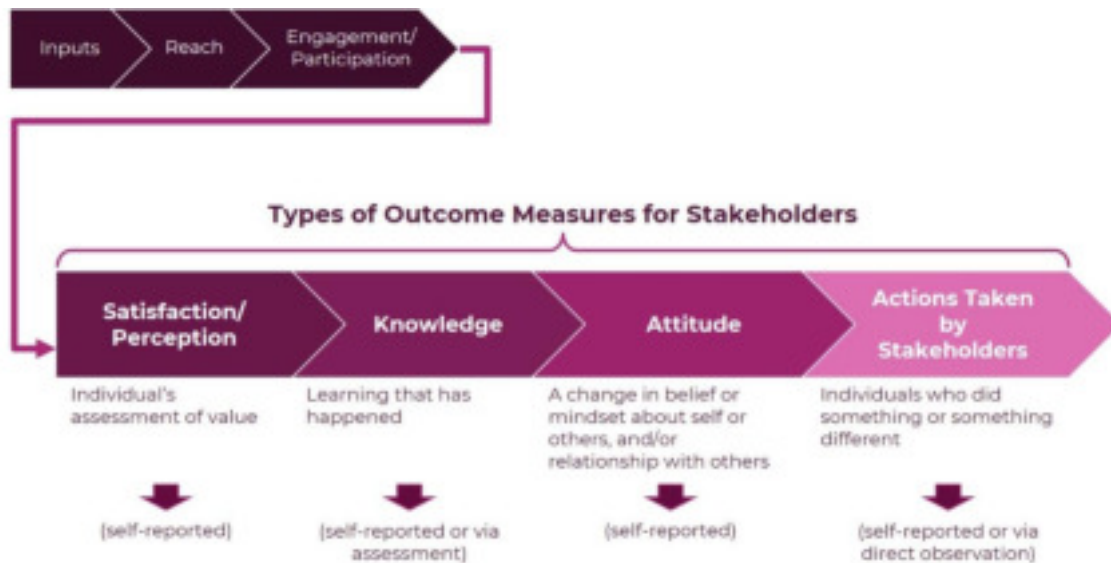 Inputs
Reach
Engagement/
Participation
Types of Outcome Measures for Stakeholders
Satisfaction/
Perception
Knowledge
Attitude
Actions Taken
by
Stakeholders
Individual's
assessment of value
Learning that has
happened
A change in belief or
mindset about self or
others, and/or
relationship with others
Individuals who did
something or something
different
(self-reported)
(self-reported or via
assessment)
(self-reported)
(self-reported or via
direct observation)